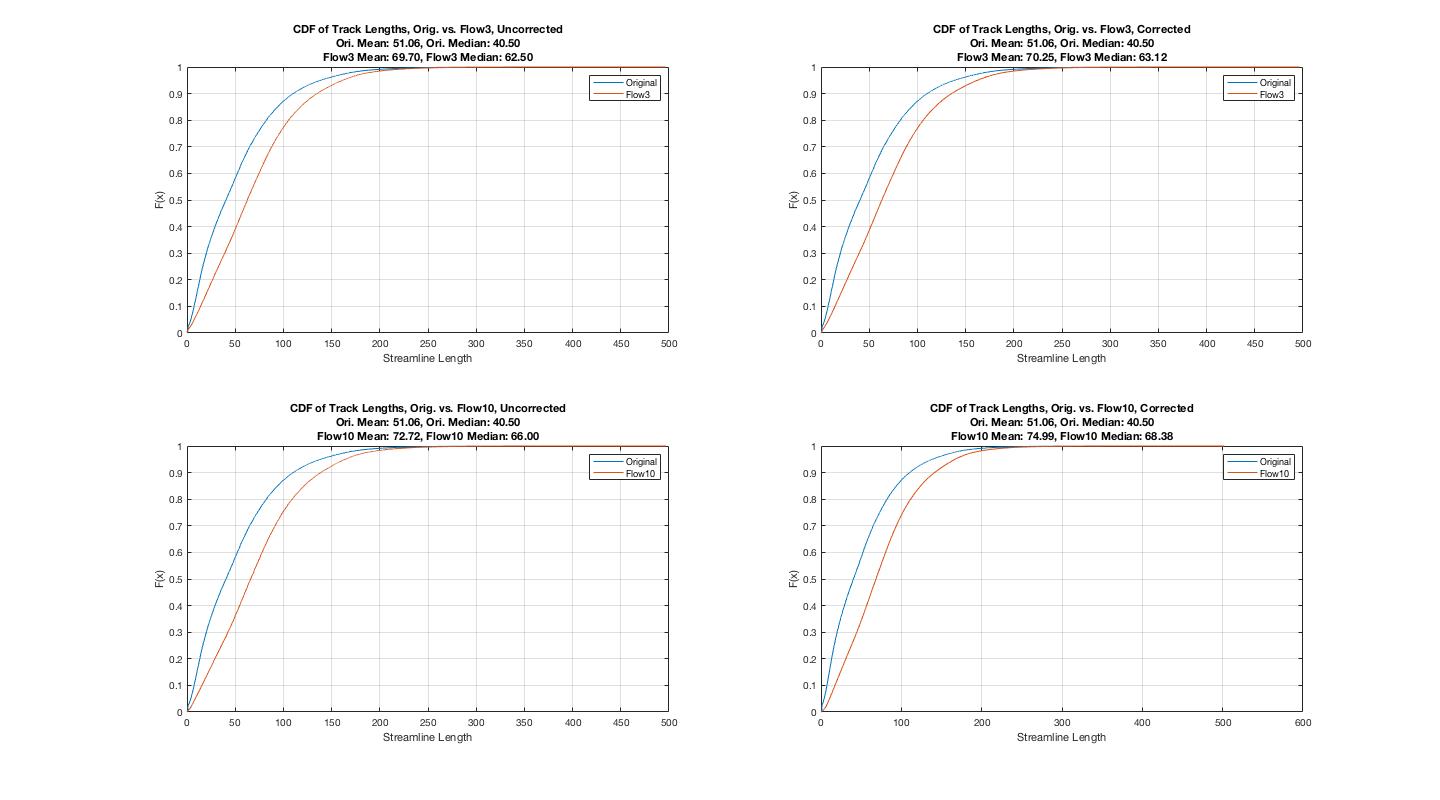 CDF of Track Lengths, Orig. vs. Flow3, Uncorrected
Ori. Mean: 51.06, Ori. Median: 40.50
Flow3 Mean: 69.70, Flow3 Median: 62.50
1
0.9
0.8
0.7
0.6
0.5
0.4
0.3
0.2
0.1
0
F(x)
Original
Flow3
0 50 100 150 200 250 300 350 400 450 500
Streamline Length
CDF of Track Lengths, Orig. vs. Flow3, Corrected
Ori. Mean: 51.06, Ori. Median: 40.50
Flow3 Mean: 70.25, Flow3 Median: 63.12
1
0.9
0.8
0.7
0.6
0.5
0.4
0.3
0.2
0.1
0
F(x)
Original
Flow3
0 50 100 150 200 250 300 350 400 450 500
Streamline Length
CDF of Track Lengths, Orig. vs. Flow10, Uncorrected
Ori. Mean: 51.06, Ori. Median: 40.50
Flow10 Mean: 72.72, Flow10 Median: 66.00
1
0.9
0.8
0.7
0.6
0.5
0.4
0.3
0.2
0.1
0
F(x)
Original
Flow10
0 50 100 150 200 250 300 350 400 450 500
Streamline Length
CDF of Track Lengths, Orig. vs. Flow10, Corrected
Ori. Mean: 51.06, Ori. Median: 40.50
Flow10 Mean: 74.99, Flow10 Median: 68.38
1
0.9
0.8
0.7
0.6
0.5
0.4
0.3
0.2
0.1
0
F(x)
Original
Flow10
0 100 200 300 400 500 600
Streamline Length